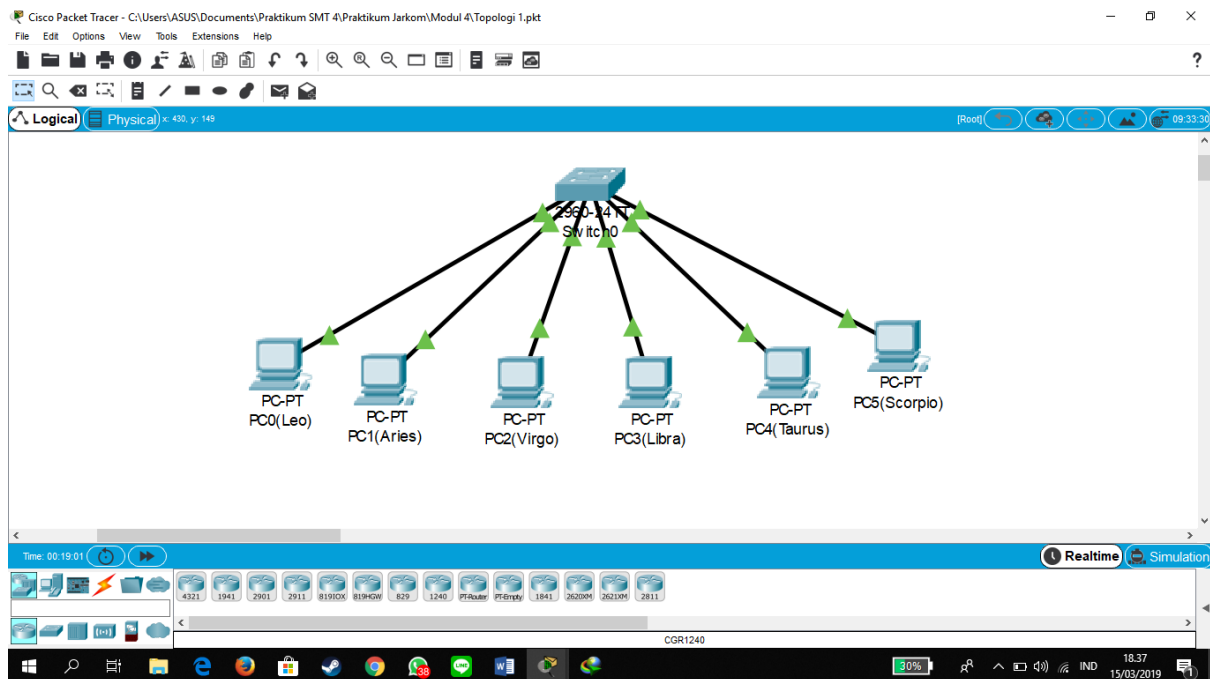 Cisco Packet Tracer - C:\Users\ASUS\Documents\Praktikum SMT 4\Praktikum Jarkom\Modul 4\Topologi 1.pkt
File Edit Options View Tools Extensions Help
Logical Physical x: 430, y: 149 [Root] 09:33:30
2960-24TT
Switch0
PC-PT
PC0(Leo)
PC-PT
PC1(Aries)
PC-PT
PC2(Virgo)
PC-PT
PC3(Libra)
PC-PT
PC4(Taurus)
PC-PT
PC5(Scorpio)
Time: 00:19:01 Realtime Simulation
4321 1941 2901 2911 819IOX 819HGW 829 1240 PT-Router PT-Empty 1841 2620XM 2621XM 2811
CGR1240
30% IND 18.37
15/03/2019
38
1